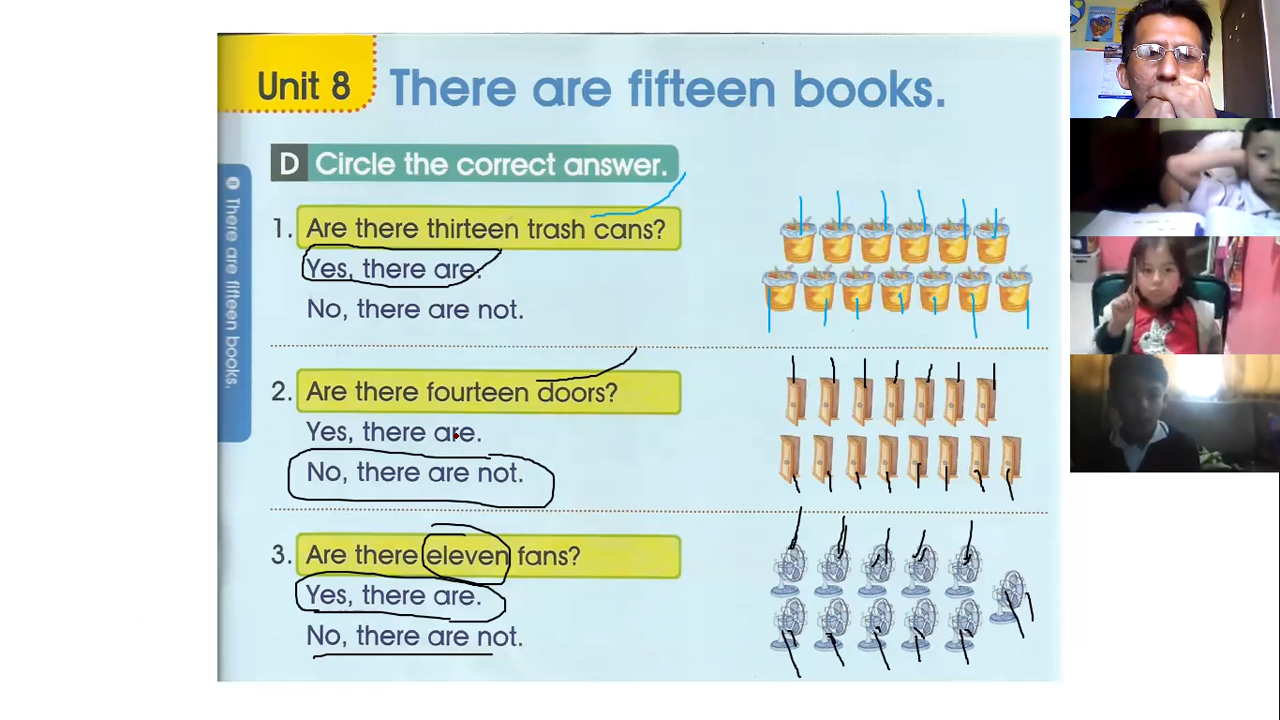 Unit 8
There are fifteen books.
8 There are fifteen books.
D Circle the correct answer.
1. Are there thirteen trash cans?
Yes, there are.
No, there are not.
2. Are there fourteen doors?
Yes, there are.
No, there are not.
3. Are there eleven fans?
Yes, there are.
No, there are not.